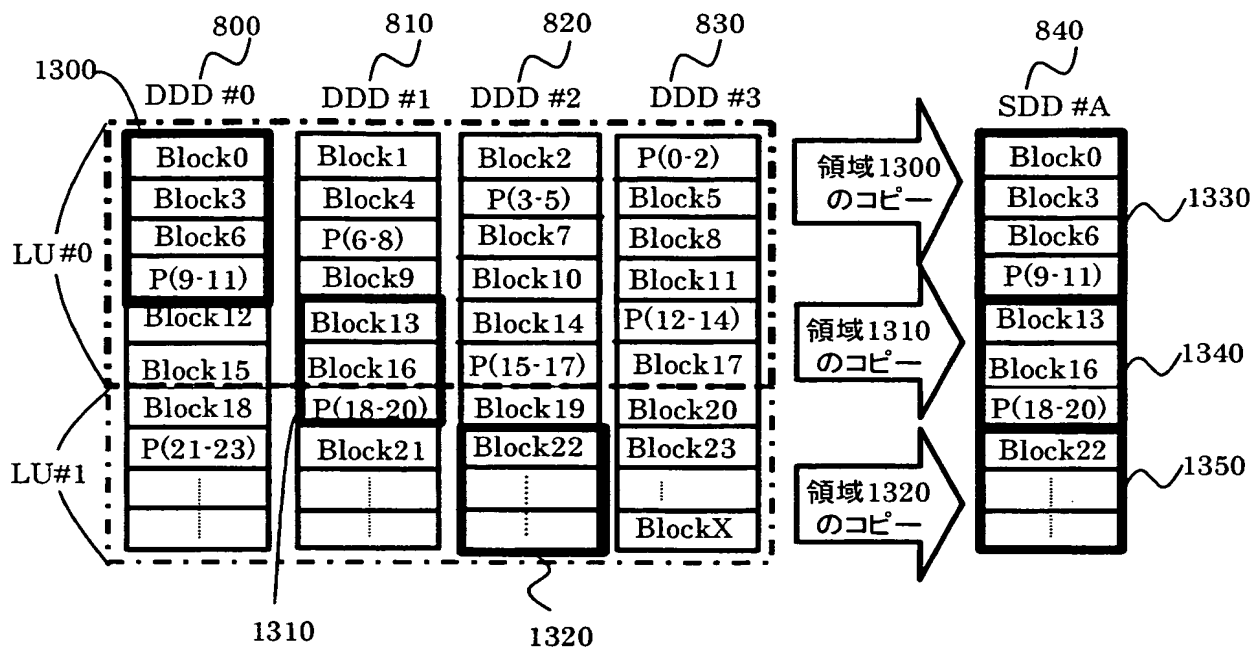 800
810
820
830
840
1300
DDD #0
DDD #1
DDD #2
DDD #3
SDD #A
LU#0
LU#1
Block0
Block3
Block6
P(9-11)
Block12
Block15
Block18
P(21-23)
Block1
Block4
P(6-8)
Block9
Block13
Block16
P(18-20)
Block21
Block2
P(3-5)
Block7
Block10
Block14
P(15-17)
Block19
Block22
P(0-2)
Block5
Block8
Block11
P(12-14)
Block17
Block20
Block23
BlockX
領域1300
のコピー
領域1310
のコピー
領域1320
のコピー
Block0
Block3
Block6
P(9-11)
Block13
Block16
P(18-20)
Block22
1330
1340
1350
1310
1320